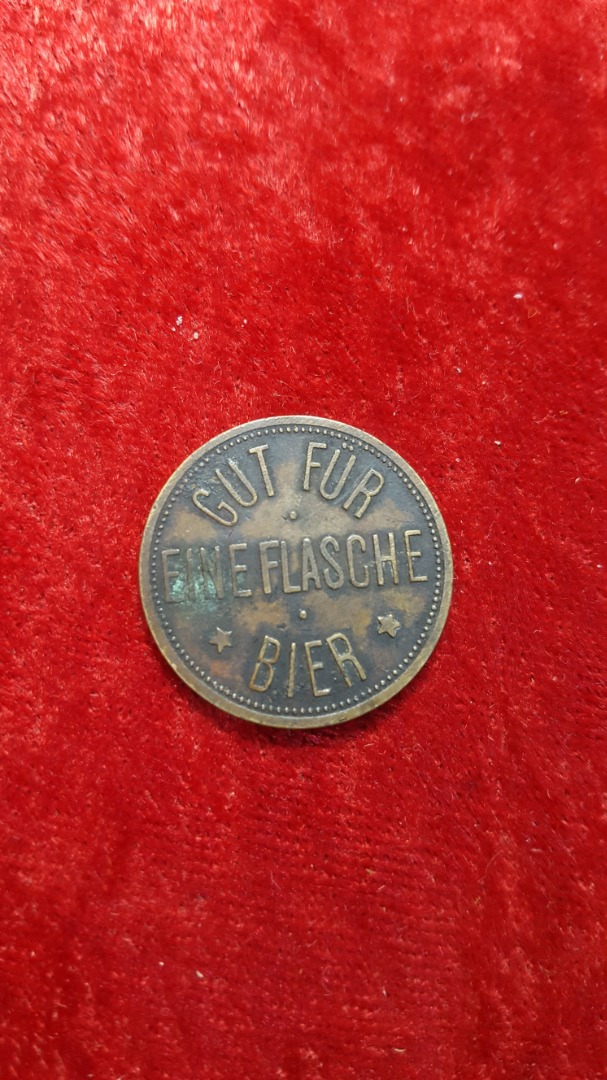 GUT FÜR
EINE FLASCHE
BIER